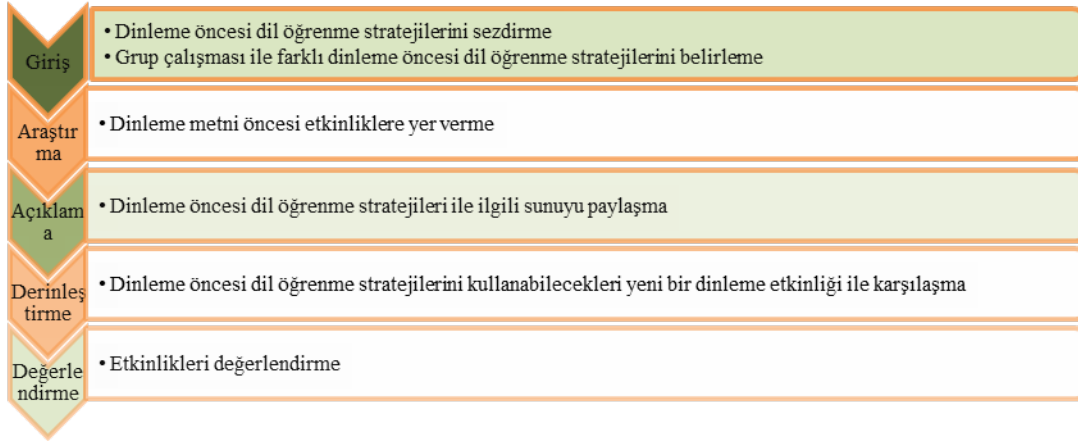 Giriş
• Dinleme öncesi dil öğrenme stratejilerini sezdirme
• Grup çalışması ile farklı dinleme öncesi dil öğrenme stratejilerini belirleme
Araştır
ma
• Dinleme metni öncesi etkinliklere yer verme
Açıklam
a
• Dinleme öncesi dil öğrenme stratejileri ile ilgili sunuyu paylaşma
Derinleş
tirme
• Dinleme öncesi dil öğrenme stratejilerini kullanabilecekleri yeni bir dinleme etkinliği ile karşılaşma
Değerle
ndirme
• Etkinlikleri değerlendirme